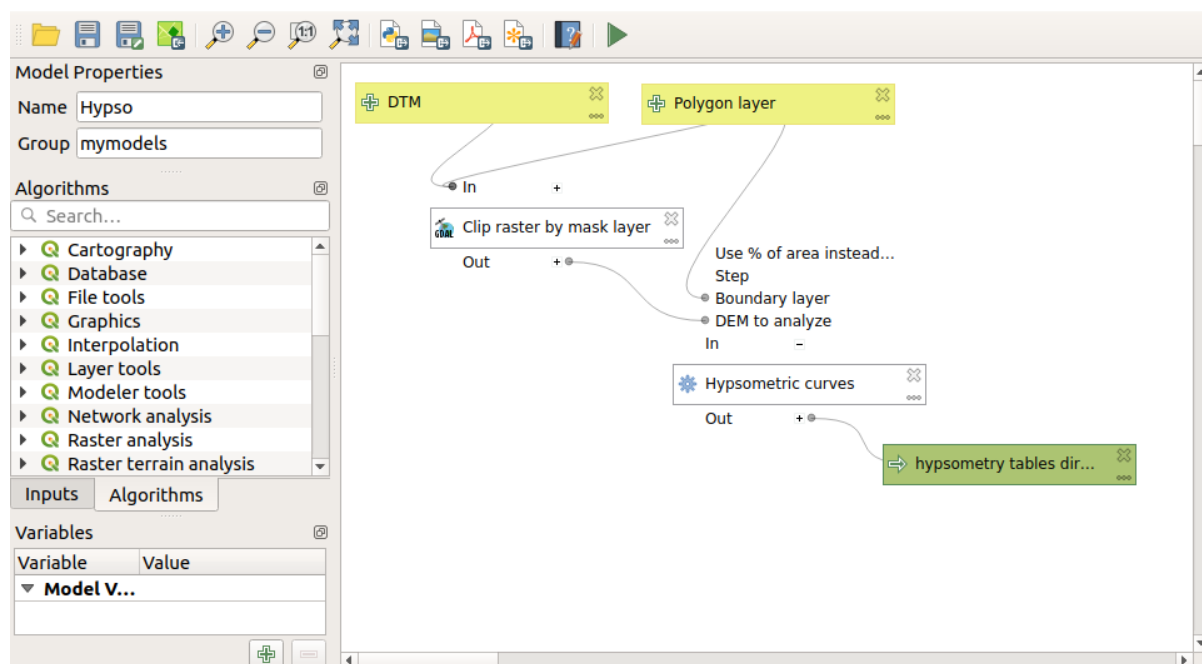 1:1
Model Properties
Name Hypso
Group mymodels
Algorithms
Search...
Cartography
Database
File tools
Graphics
Interpolation
Layer tools
Modeler tools
Network analysis
Raster analysis
Raster terrain analysis
Inputs Algorithms
Variables
Variable Value
Model V...
DTM
Polygon layer
In
GDAL Clip raster by mask layer
Out
Use % of area instead...
Step
Boundary layer
DEM to analyze
In
Hypsometric curves
Out
hypsometry tables dir...